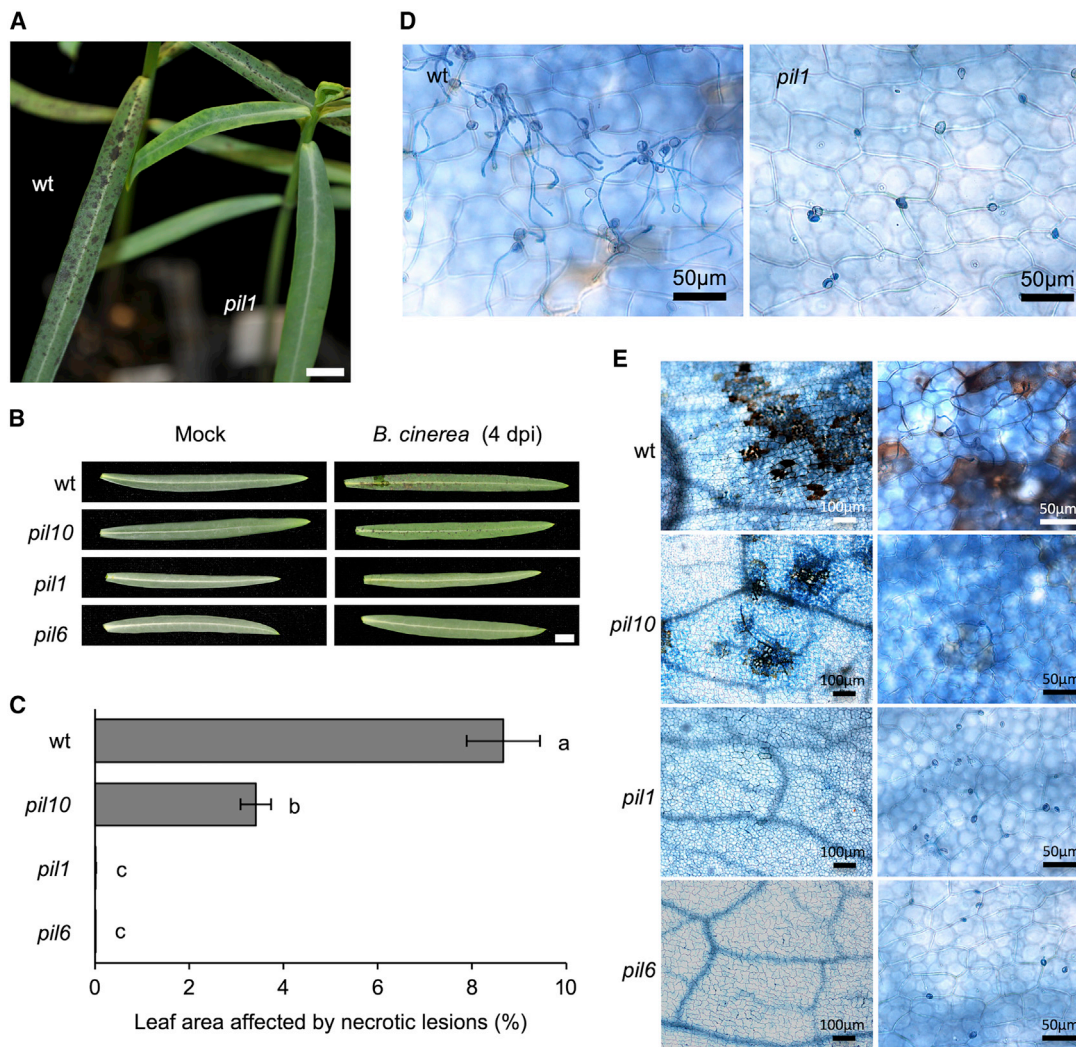 A
wt
pil1
B
Mock
B. cinerea (4 dpi)
wt
pil10
pil1
pil6
C
wt
a
pil10
b
pil1
c
pil6
c
0 2 4 6 8 10
Leaf area affected by necrotic lesions (%)
D
wt
50µm
pil1
50µm
E
wt
100µm
50µm
pil10
100µm
50µm
pil1
100µm
50µm
pil6
100µm
50µm